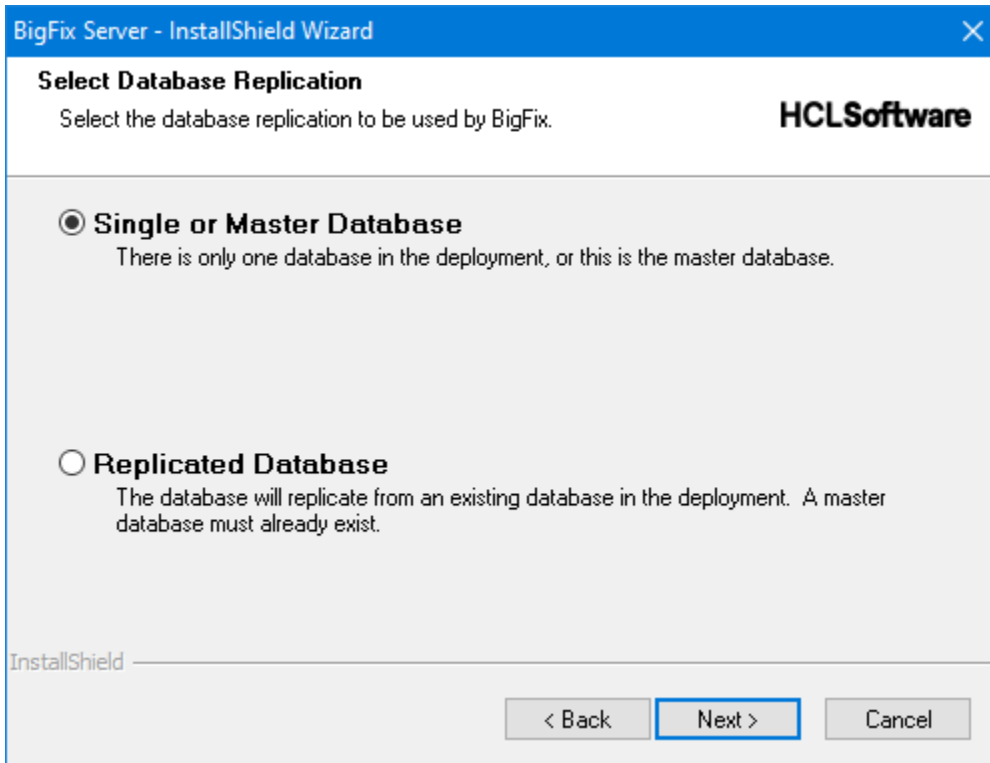 BigFix Server - InstallShield Wizard
Select Database Replication
Select the database replication to be used by BigFix.
HCLSoftware
Single or Master Database
There is only one database in the deployment, or this is the master database.
Replicated Database
The database will replicate from an existing database in the deployment.  A master
database must already exist.
InstallShield
< Back
Next >
Cancel